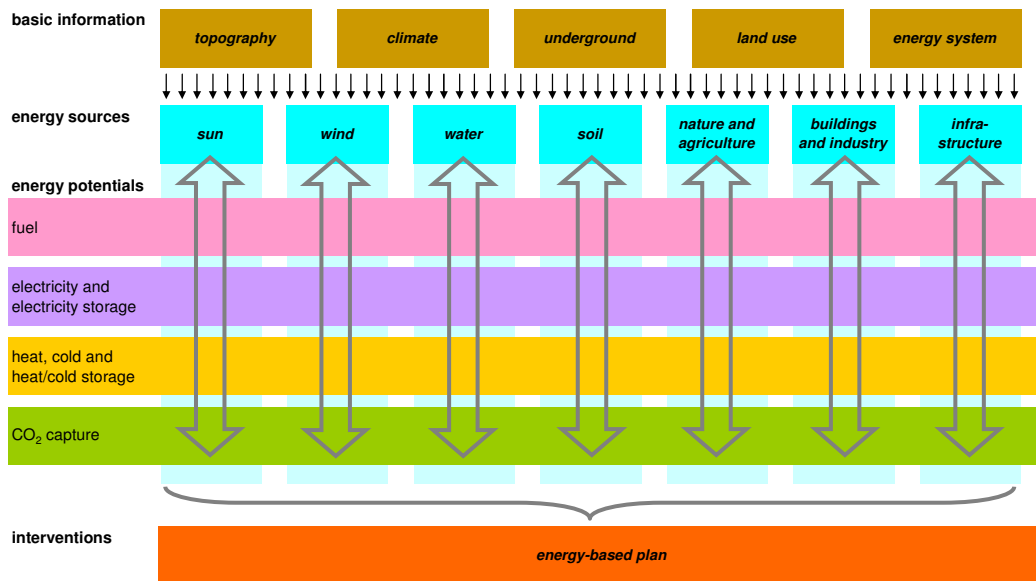 basic information
topography
climate
underground
land use
energy system
energy sources
sun
wind
water
soil
nature and
agriculture
buildings
and industry
infra-
structure
energy potentials
fuel
electricity and
electricity storage
heat, cold and
heat/cold storage
CO₂ capture
interventions
energy-based plan